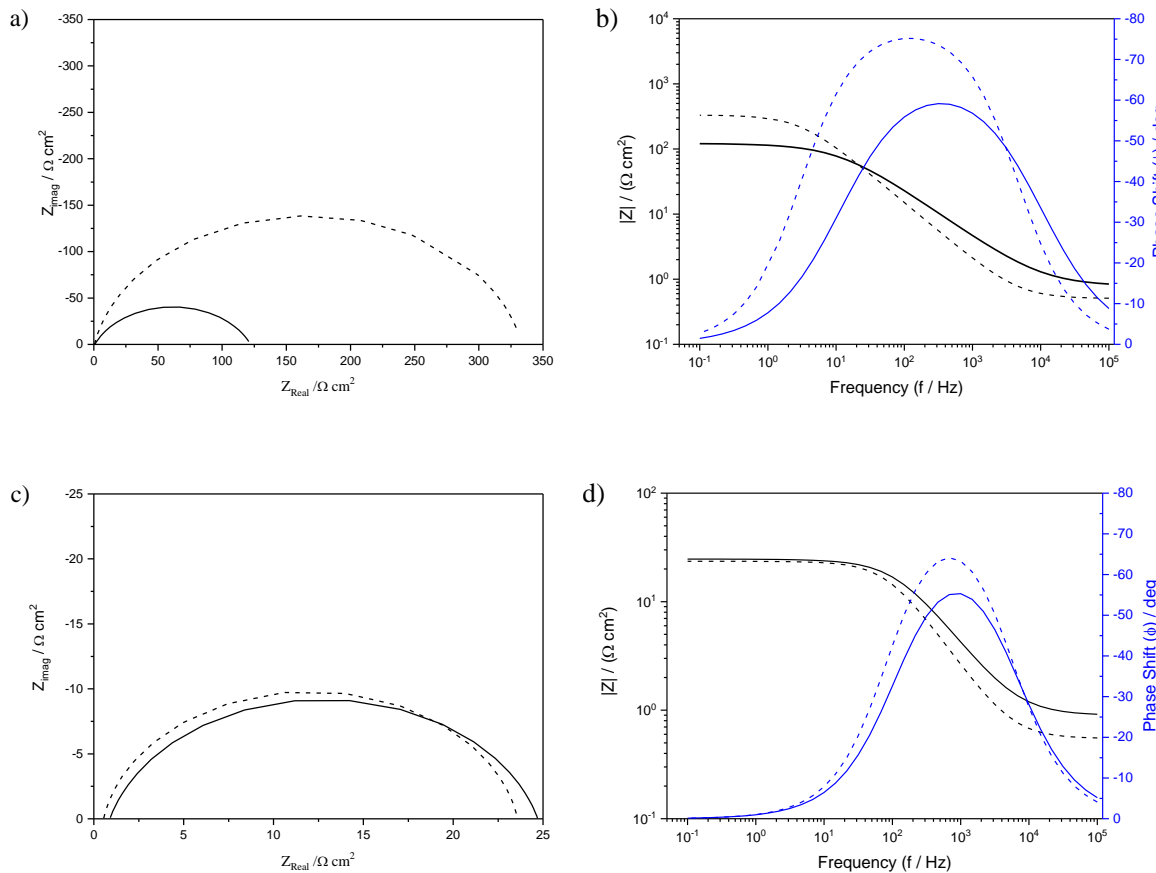 a)
-350
-300
-250
-200
-150
-100
-50
0
Z_imag / Ω cm²
0 50 100 150 200 250 300 350
Z_Real /Ω cm²
b)
10⁴
10³
10²
10¹
10⁰
10⁻¹
|Z| / (Ω cm²)
10⁻¹ 10⁰ 10¹ 10² 10³ 10⁴ 10⁵
Frequency (f / Hz)
-80
-70
-60
-50
-40
-30
-20
-10
0
c)
-25
-20
-15
-10
-5
0
Z_imag / Ω cm²
0 5 10 15 20 25
Z_Real /Ω cm²
d)
10²
10¹
10⁰
10⁻¹
|Z| / (Ω cm²)
10⁻¹ 10⁰ 10¹ 10² 10³ 10⁴ 10⁵
Frequency (f / Hz)
-80
-70
-60
-50
-40
-30
-20
-10
0
Phase Shift (ϕ) / deg